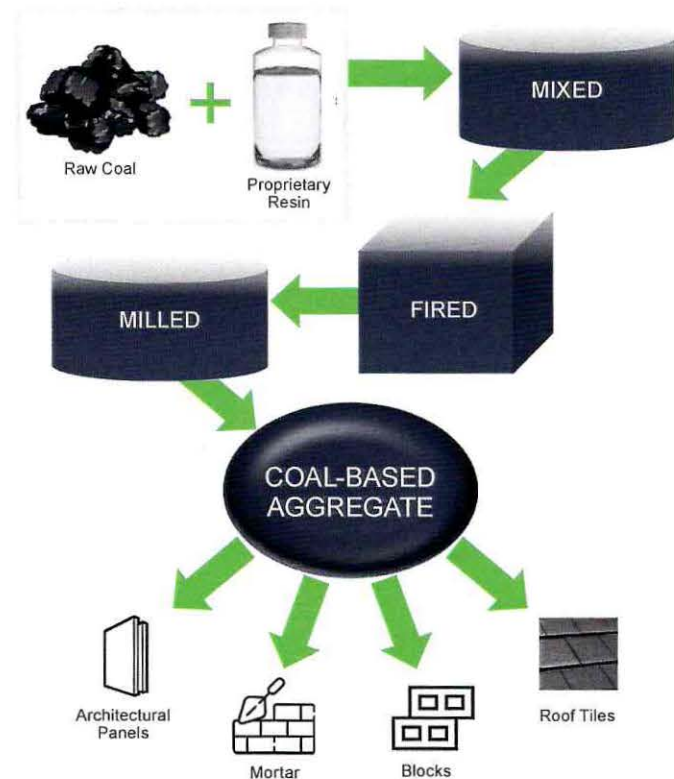 Raw Coal
Proprietary
Resin
MIXED
FIRED
MILLED
COAL-BASED
AGGREGATE
Architectural
Panels
Mortar
Blocks
Roof Tiles